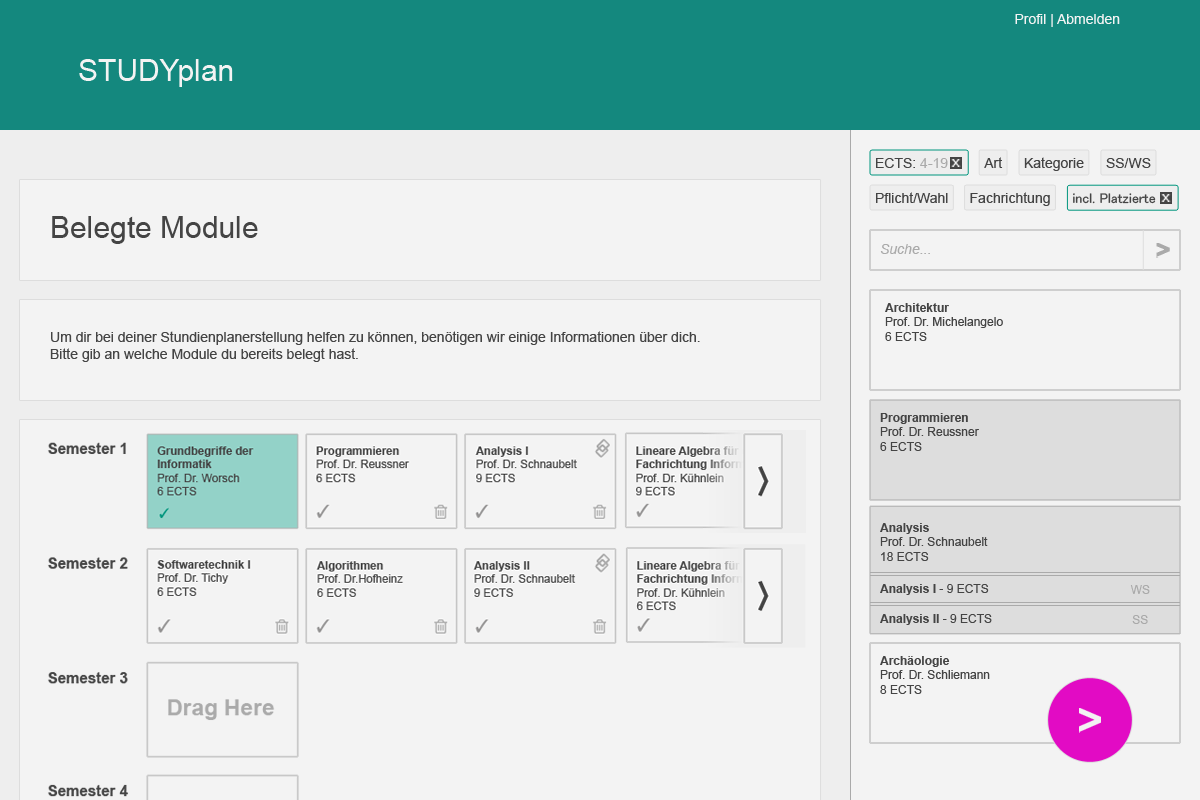 Profil | Abmelden
STUDYplan
Belegte Module
Um dir bei deiner Stundienplanerstellung helfen zu können, benötigen wir einige Informationen über dich.
Bitte gib an welche Module du bereits belegt hast.
Semester 1
Grundbegriffe der
Informatik
Prof. Dr. Worsch
6 ECTS
Programmieren
Prof. Dr. Reussner
6 ECTS
Analysis I
Prof. Dr. Schnaubelt
9 ECTS
Lineare Algebra für
Fachrichtung Inform
Prof. Dr. Kühnlein
9 ECTS
Semester 2
Softwaretechnik I
Prof. Dr. Tichy
6 ECTS
Algorithmen
Prof. Dr.Hofheinz
6 ECTS
Analysis II
Prof. Dr. Schnaubelt
9 ECTS
Lineare Algebra für
Fachrichtung Inform
Prof. Dr. Kühnlein
6 ECTS
Semester 3
Drag Here
Semester 4
ECTS: 4-19 Art Kategorie SS/WS
Pflicht/Wahl Fachrichtung incl. Platzierte
Suche... >
Architektur
Prof. Dr. Michelangelo
6 ECTS
Programmieren
Prof. Dr. Reussner
6 ECTS
Analysis
Prof. Dr. Schnaubelt
18 ECTS
Analysis I - 9 ECTS WS
Analysis II - 9 ECTS SS
Archäologie
Prof. Dr. Schliemann
8 ECTS
>